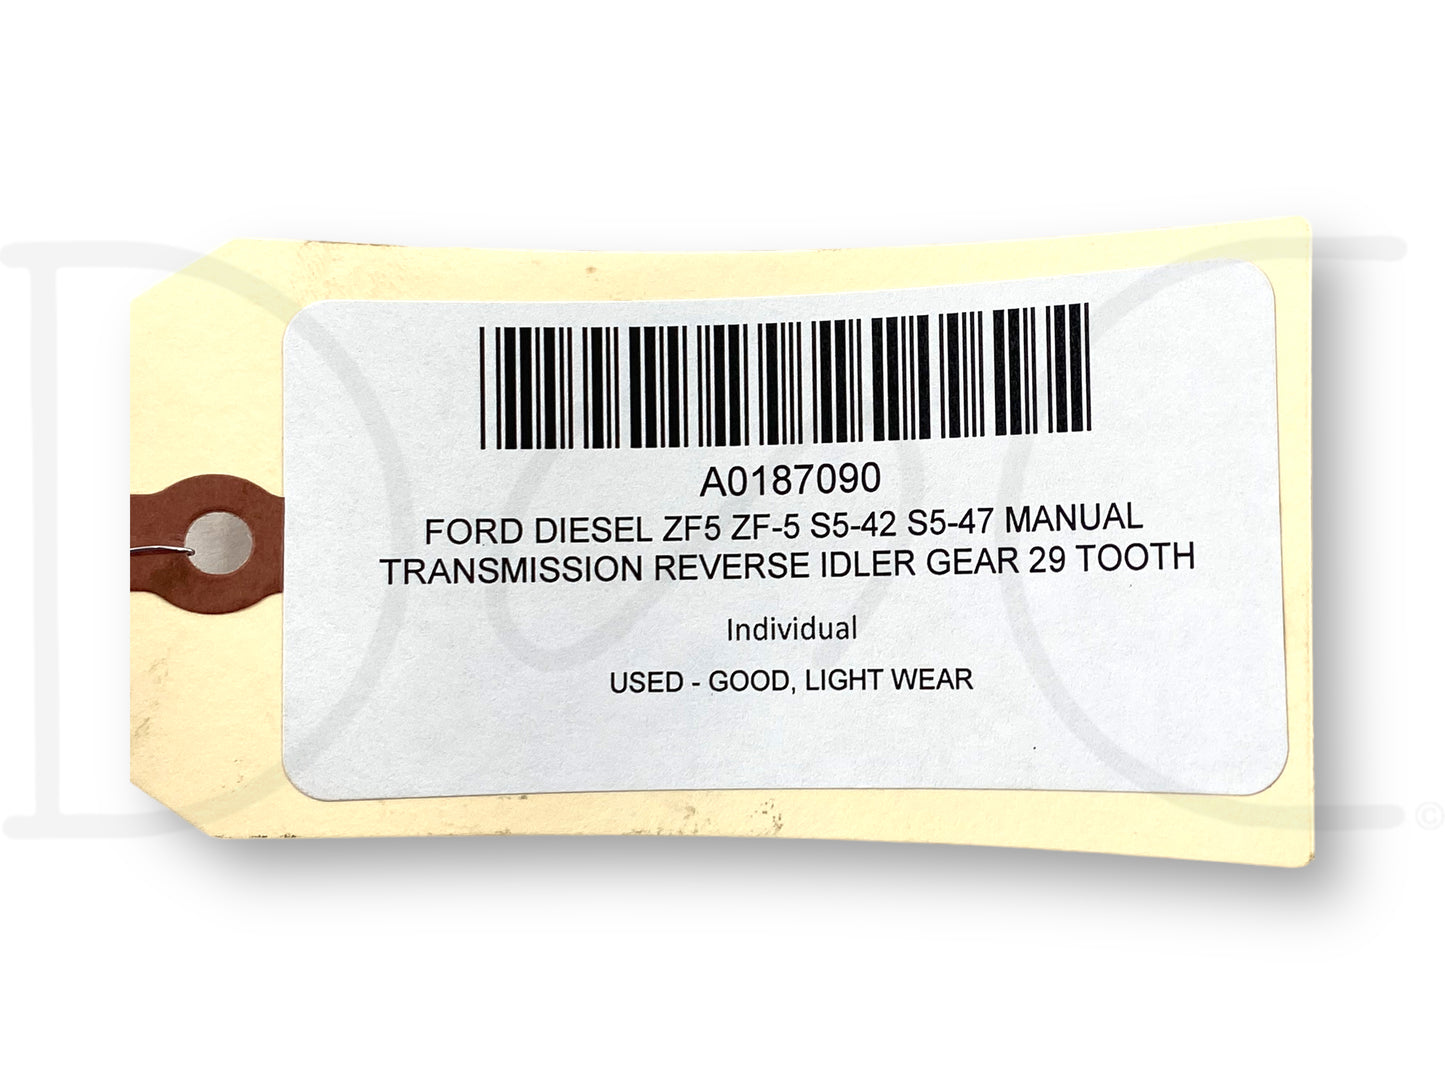 A0187090
FORD DIESEL ZF5 ZF-5 S5-42 S5-47 MANUAL
TRANSMISSION REVERSE IDLER GEAR 29 TOOTH
Individual
USED - GOOD, LIGHT WEAR
©